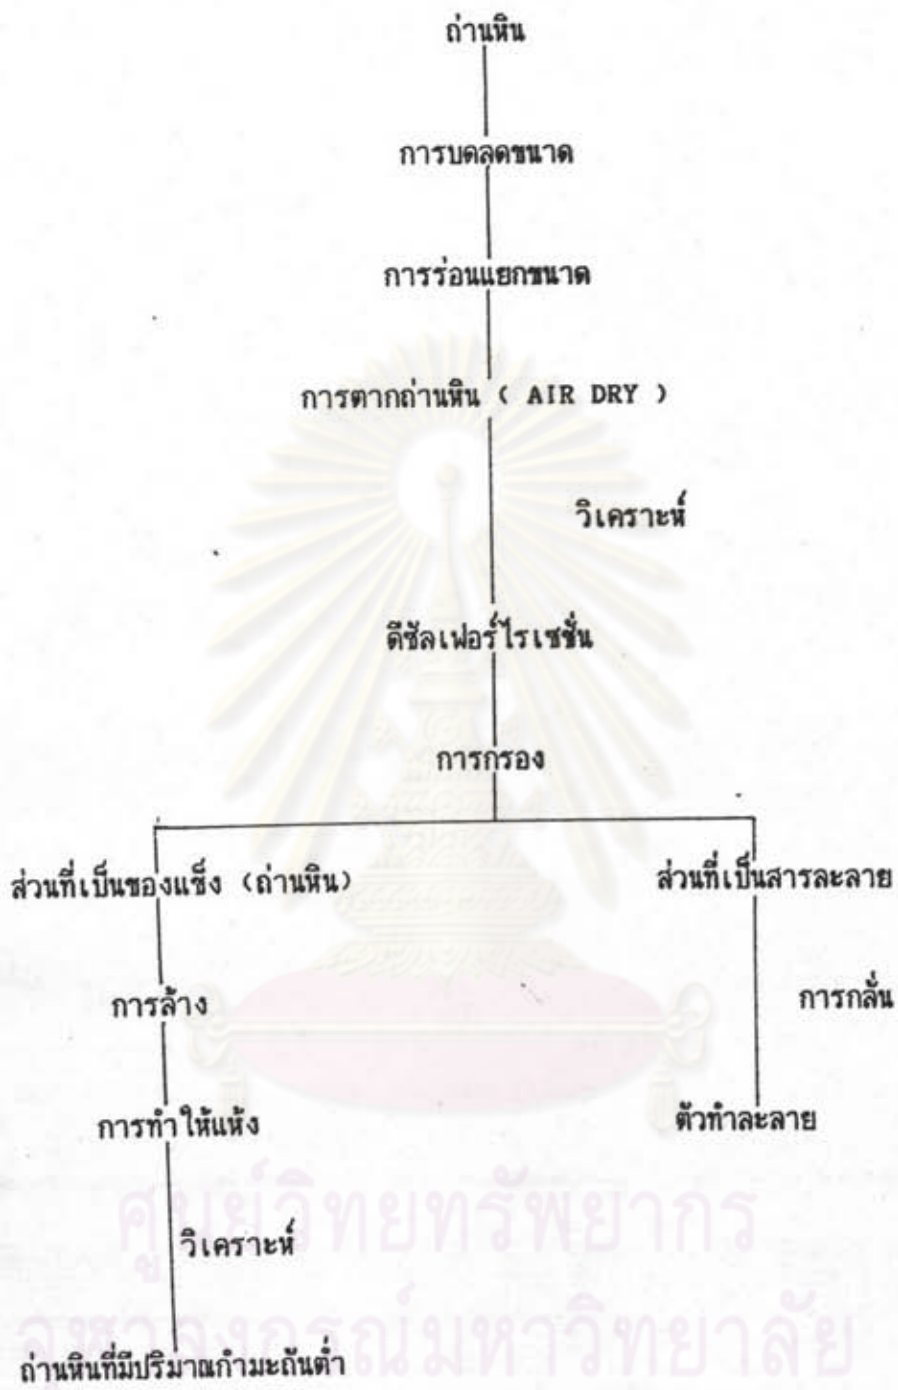 ถ่านหิน
การบดลดขนาด
การร่อนแยกขนาด
การตากถ่านหิน ( AIR DRY )
วิเคราะห์
ดีซัลเฟอร์ไรเซชั่น
การกรอง
ส่วนที่เป็นของแข็ง (ถ่านหิน)
ส่วนที่เป็นสารละลาย
การล้าง
การกลั่น
การทำให้แห้ง
ตัวทำละลาย
ศูนย์วิทยทรัพยากร
วิเคราะห์
จุฬาลงกรณ์มหาวิทยาลัย
ถ่านหินที่มีปริมาณกำมะถันต่ำ